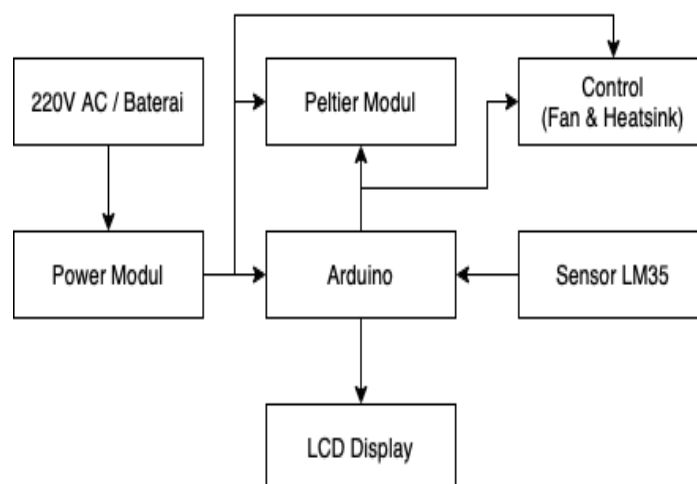 220V AC / Baterai
Peltier Modul
Control
(Fan & Heatsink)
Power Modul
Arduino
Sensor LM35
LCD Display